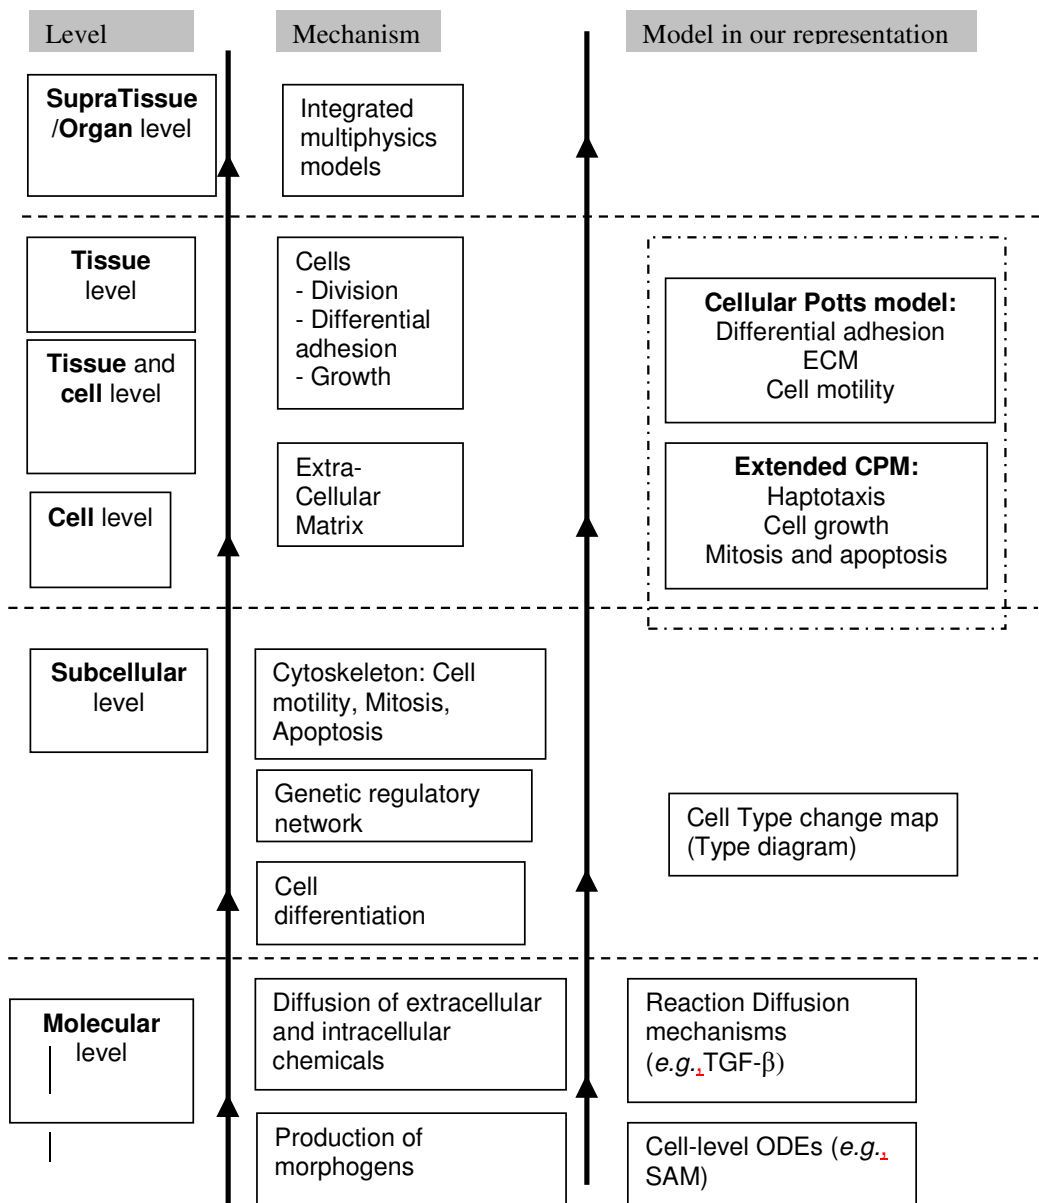 Level
Mechanism
Model in our representation
SupraTissue
/Organ level
Integrated
multiphysics
models
Tissue
level
Tissue and
cell level
Cell level
Cells
- Division
- Differential
adhesion
- Growth
Extra-
Cellular
Matrix
Cellular Potts model:
Differential adhesion
ECM
Cell motility
Extended CPM:
Haptotaxis
Cell growth
Mitosis and apoptosis
Subcellular
level
Cytoskeleton: Cell
motility, Mitosis,
Apoptosis
Genetic regulatory
network
Cell
differentiation
Cell Type change map
(Type diagram)
Molecular
level
Diffusion of extracellular
and intracellular
chemicals
Production of
morphogens
Reaction Diffusion
mechanisms
(e.g.,TGF-β)
Cell-level ODEs (e.g.,
SAM)